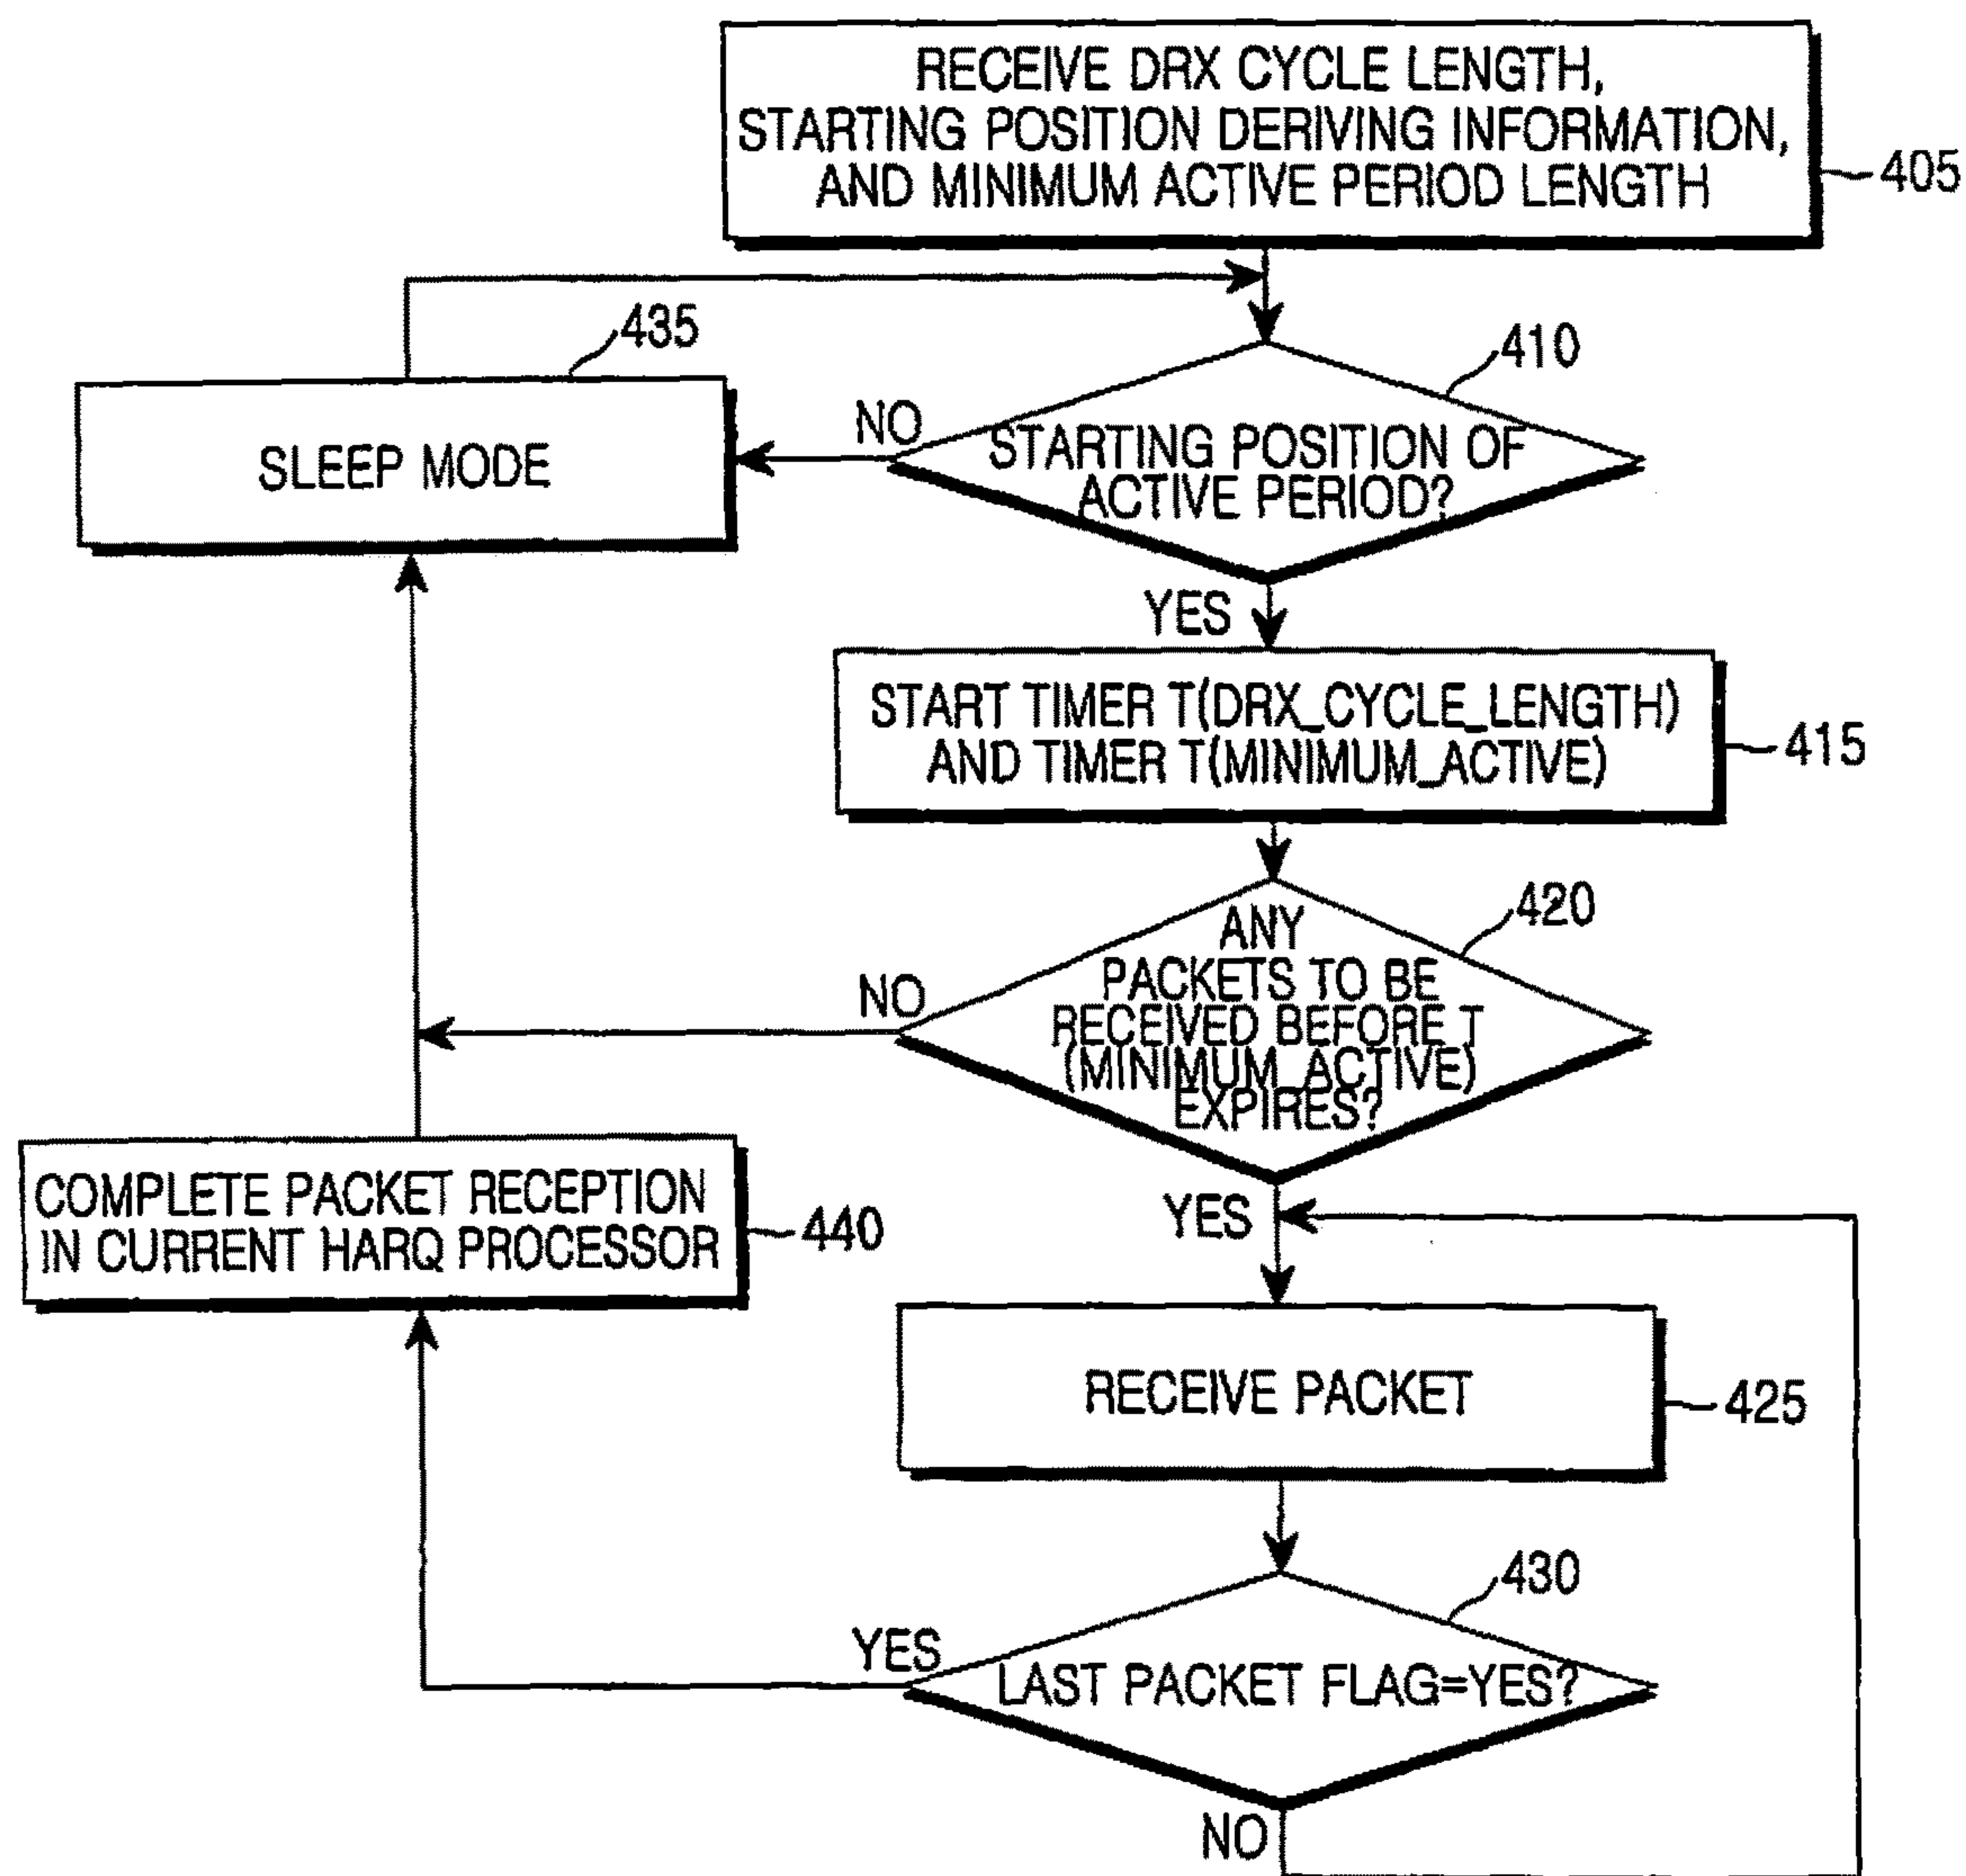 RECEIVE DRX CYCLE LENGTH,
STARTING POSITION DERIVING INFORMATION,
AND MINIMUM ACTIVE PERIOD LENGTH
405
435
410
SLEEP MODE
NO
STARTING POSITION OF
ACTIVE PERIOD?
YES
START TIMER T(DRX_CYCLE_LENGTH)
AND TIMER T(MINIMUM_ACTIVE)
415
420
ANY
PACKETS TO BE
RECEIVED BEFORE T
(MINIMUM_ACTIVE)
EXPIRES?
NO
YES
COMPLETE PACKET RECEPTION
IN CURRENT HARQ PROCESSOR
440
RECEIVE PACKET
425
430
YES
LAST PACKET FLAG=YES?
NO